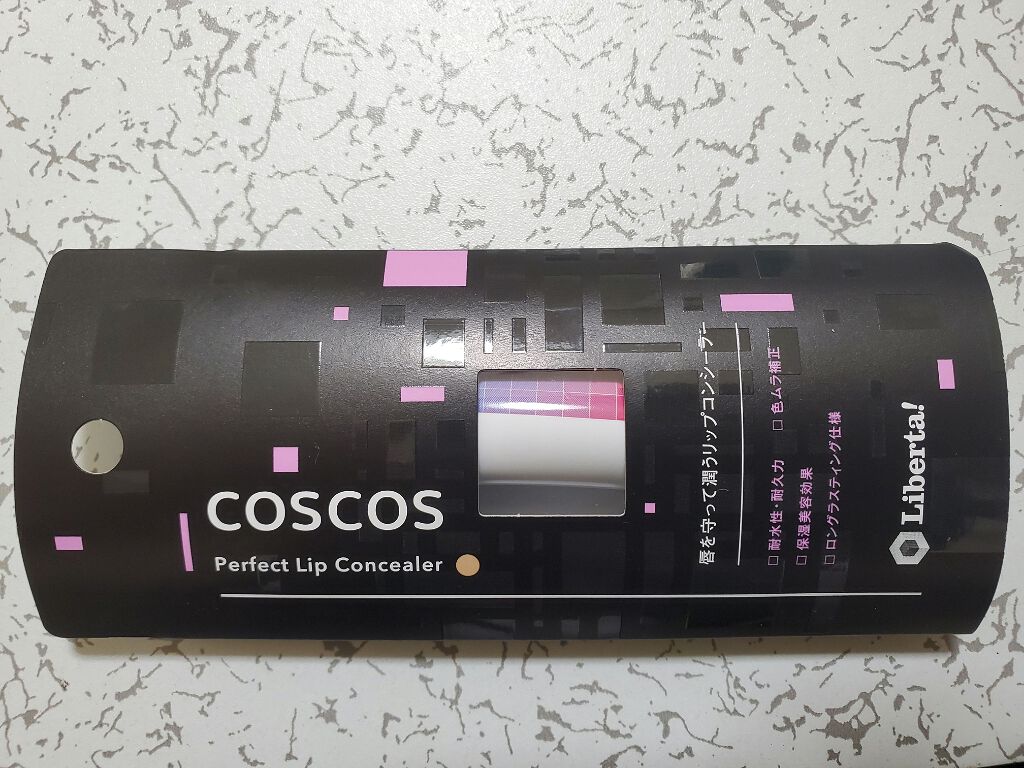 COSCOS
Perfect Lip Concealer
唇を守って潤うリップコンシーラー
□ 耐水性・耐久力 □ 色ムラ補正
□ 保湿美容効果
□ ロングラスティング仕様
Liberta!